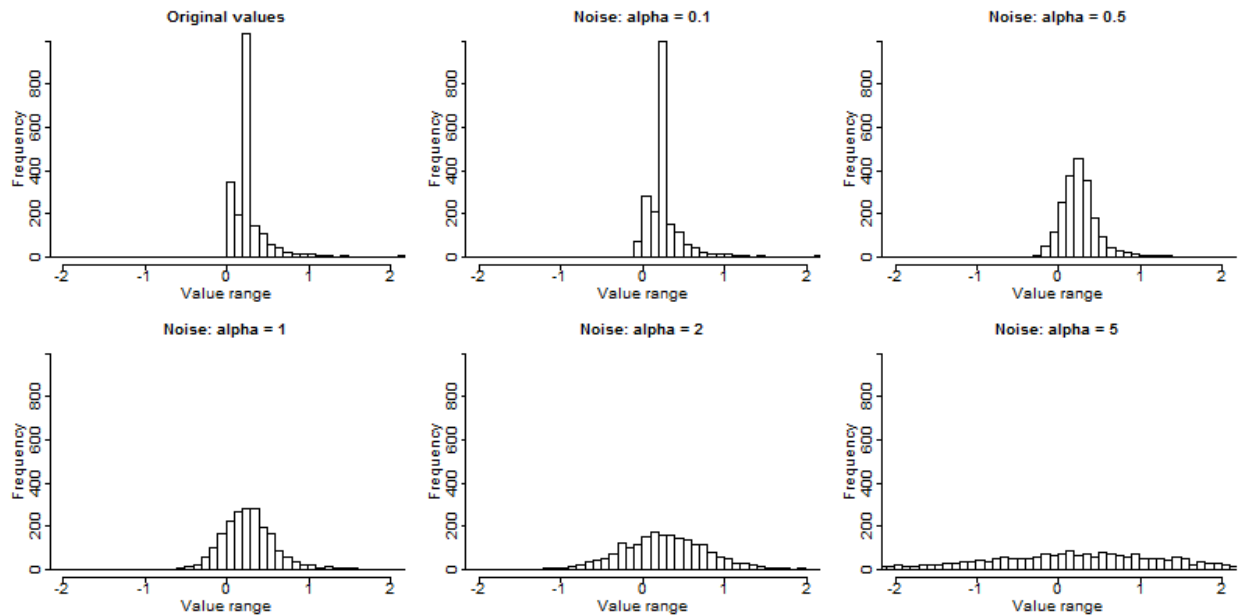 Original values
Frequency
0 200 400 600 800
-2 -1 0 1 2
Value range
Noise: alpha = 0.1
Frequency
0 200 400 600 800
-2 -1 0 1 2
Value range
Noise: alpha = 0.5
Frequency
0 200 400 600 800
-2 -1 0 1 2
Value range
Noise: alpha = 1
Frequency
0 200 400 600 800
-2 -1 0 1 2
Value range
Noise: alpha = 2
Frequency
0 200 400 600 800
-2 -1 0 1 2
Value range
Noise: alpha = 5
Frequency
0 200 400 600 800
-2 -1 0 1 2
Value range